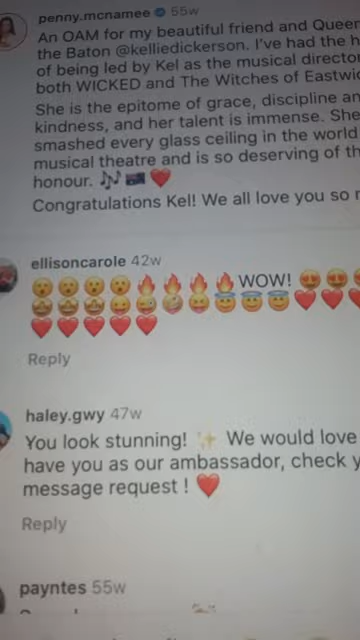 penny.mcnamee 55w
An OAM for my beautiful friend and Queen
the Baton @kelliedickerson. I've had the
of being led by Kel as the musical director
both WICKED and The Witches of Eastwick
She is the epitome of grace, discipline and
kindness, and her talent is immense. She
smashed every glass ceiling in the world
musical theatre and is so deserving of
honour. 🎶 🇦🇺 ❤️
Congratulations Kel! We all love you so
ellisoncarole 42w
😮😮😮😮🔥🔥🔥🔥WOW! 😍😍
🤩🤩🤩😜😜🤪😝😇😇😇❤️❤️❤️
❤️❤️❤️❤️❤️
Reply
haley.gwy 47w
You look stunning! ✨ We would love
have you as our ambassador, check
message request ! ❤️
Reply
payntes 55w